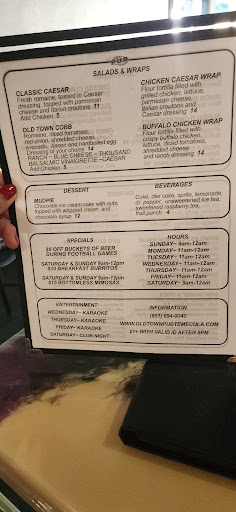 PUB
SALADS & WRAPS
CLASSIC CAESAR
Fresh romaine, tossed in Caesar
dressing, topped with parmesan
cheese and Italian croutons 11
Add Chicken 5
OLD TOWN COBB
Romaine, diced tomatoes,
red onion, shredded cheese,
avocado, bacon and hardboiled egg
Dressing of your choice 14
RANCH ~ BLUE CHEESE ~ THOUSAND
BALSALMIC VINAIGRETTE ~CAESAR
Add Chicken 5
CHICKEN CAESAR WRAP
Flour tortilla filled with
grilled chicken, lettuce,
parmesan cheese,
Italian croutons and
Caesar dressing 14
BUFFALO CHICKEN WRAP
Flour tortillas filled with
crispy buffalo chicken,
lettuce, diced tomatoes,
shredded cheese
and ranch dressing 14
DESSERT
MUDPIE
Chocolate ice cream cake with nuts,
topped with whipped cream, and
chocolate syrup 12
BEVERAGES
Coke, diet coke, sprite, lemonade,
dr. pepper, unsweetened ice tea,
sweetened raspberry tea,
fruit punch 4
SPECIALS
$5 OFF BUCKETS OF BEER
DURING FOOTBALL GAMES
SATURDAY & SUNDAY 9am-12pm
$10 BREAKFAST BURRITOS
SATURDAY & SUNDAY 9am-12pm
$15 BOTTOMLESS MIMOSAS
HOURS
SUNDAY~ 9am-12am
MONDAY~ 11am-12am
TUESDAY~ 11am-12am
WEDNESDAY~ 11am-12am
THURSDAY~ 11am-12am
FRIDAY~ 11am-12am
SATURDAY~ 9am-12am
ENTERTAINMENT
WEDNESDAY~ KARAOKE
THURSDAY~ KARAOKE
FRIDAY~ KARAOKE
SATURDAY~ CLUB NIGHT
INFORMATION
(951) 694-0040
WWW.OLDTOWNPUBTEMECULA.COM
21+ WITH VALID ID AFTER 8PM